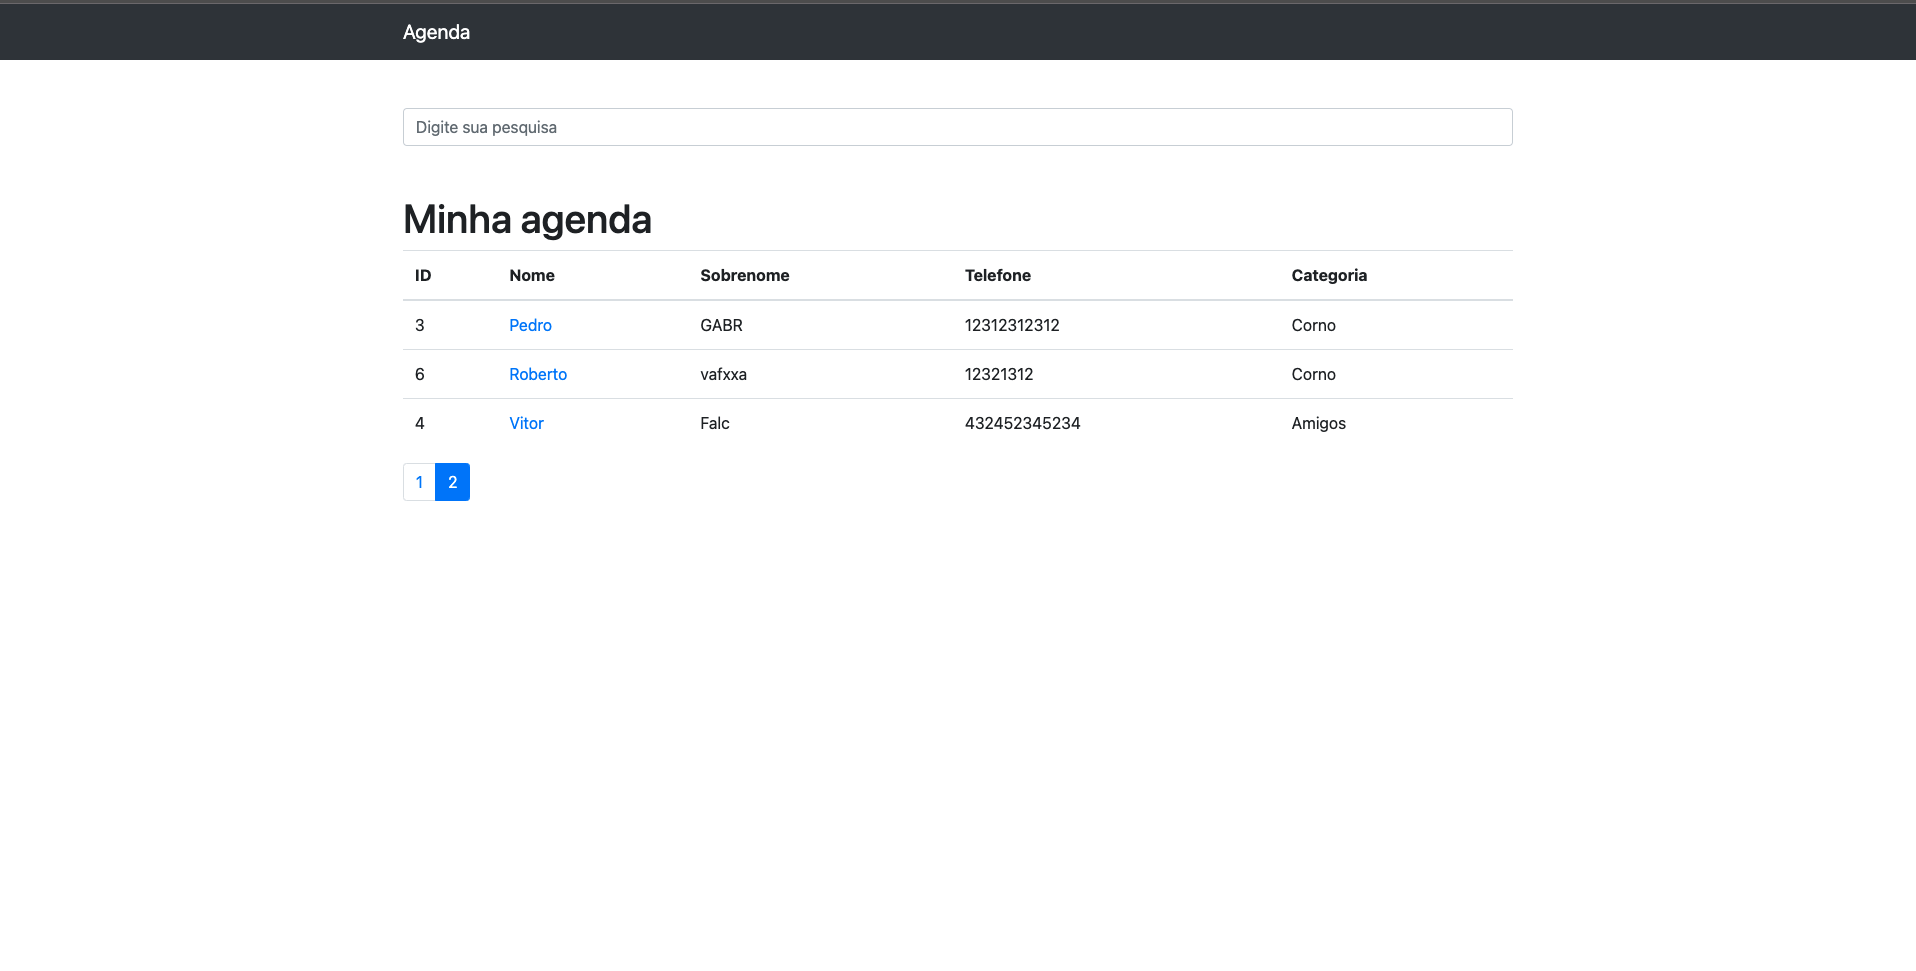 Agenda
Digite sua pesquisa
Minha agenda
ID Nome Sobrenome Telefone Categoria
3 Pedro GABR 12312312312 Corno
6 Roberto vafxxa 12321312 Corno
4 Vitor Falc 432452345234 Amigos
1 2